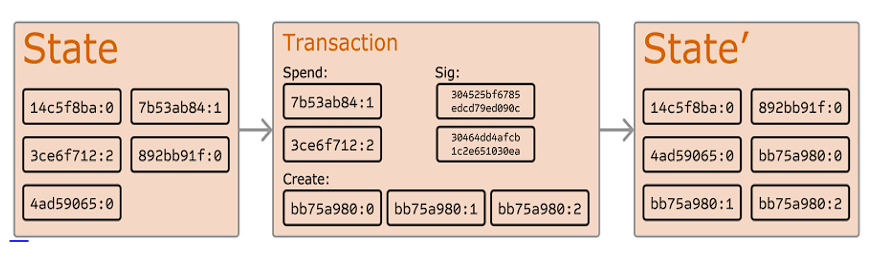 State
14c5f8ba:0 7b53ab84:1
3ce6f712:2 892bb91f:0
4ad59065:0
Transaction
Spend: Sig:
7b53ab84:1 304525bf6785
edcd79ed090c
3ce6f712:2 30464dd4afcb
1c2e651030ea
Create:
bb75a980:0 bb75a980:1 bb75a980:2
State′
14c5f8ba:0 892bb91f:0
4ad59065:0 bb75a980:0
bb75a980:1 bb75a980:2